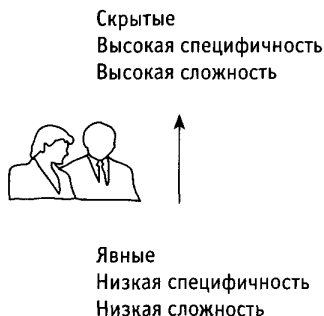 Скрытые
Высокая специфичность
Высокая сложность
Явные
Низкая специфичность
Низкая сложность